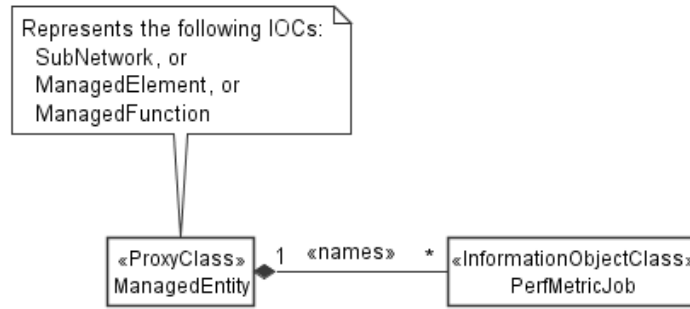 Represents the following IOCs:
SubNetwork, or
ManagedElement, or
ManagedFunction
«ProxyClass»
ManagedEntity
1 «names» *
«InformationObjectClass»
PerfMetricJob